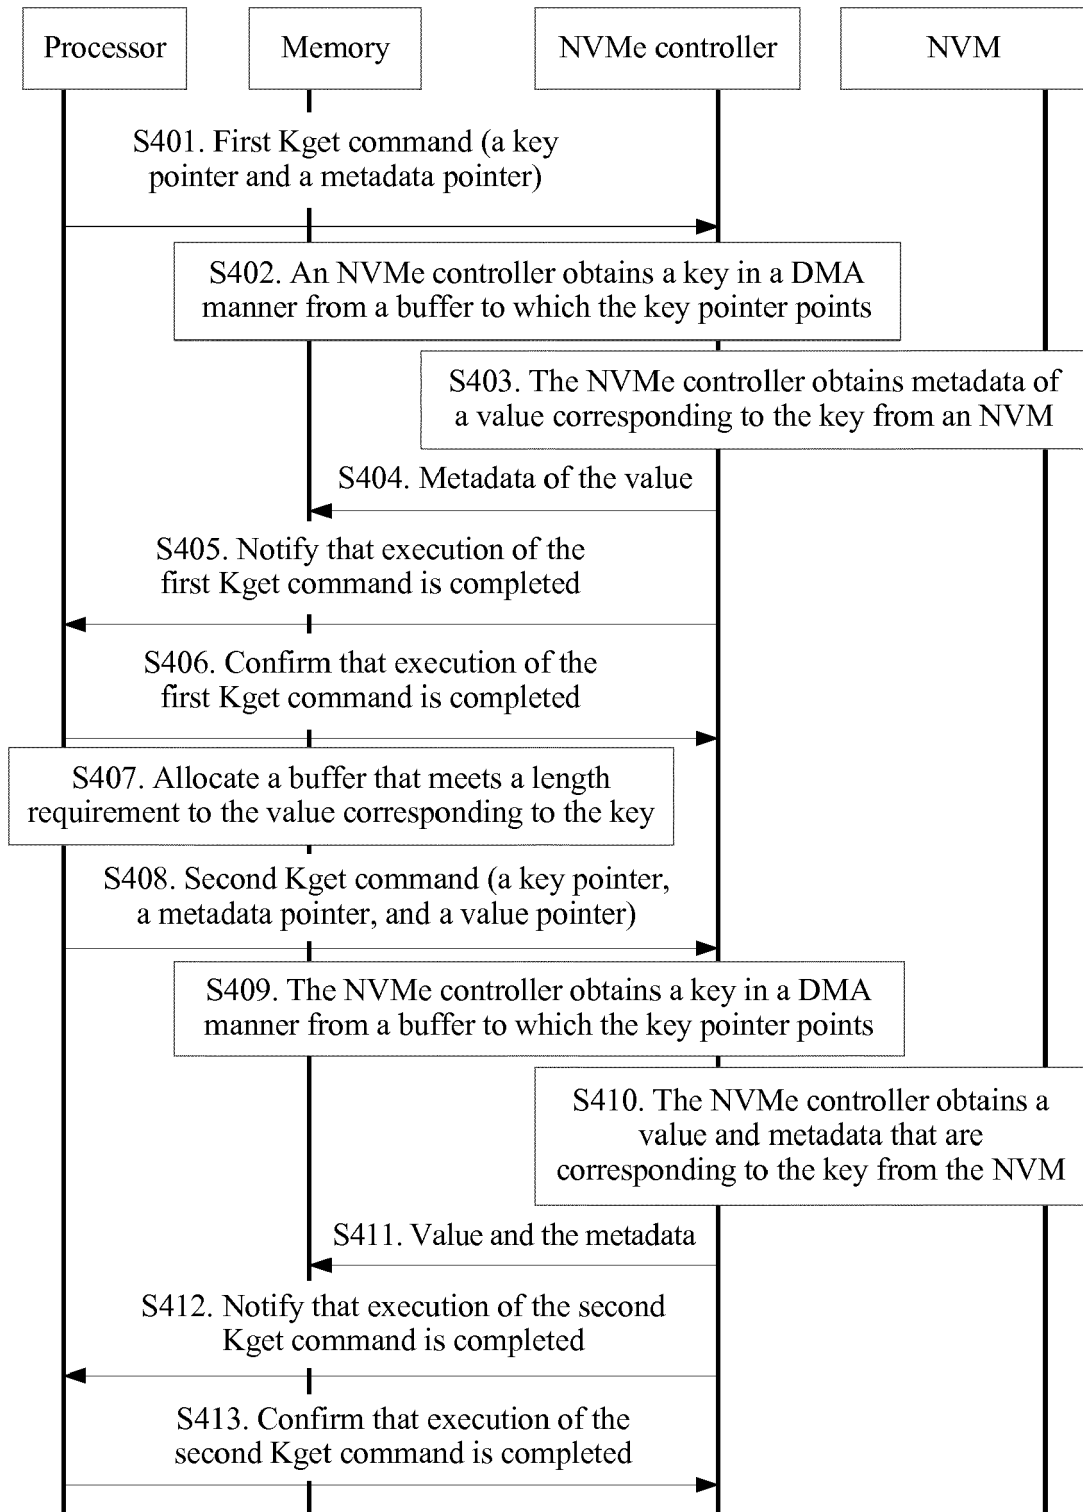 Processor
Memory
NVMe controller
NVM
S401. First Kget command (a key
pointer and a metadata pointer)
S402. An NVMe controller obtains a key in a DMA
manner from a buffer to which the key pointer points
S403. The NVMe controller obtains metadata of
a value corresponding to the key from an NVM
S404. Metadata of the value
S405. Notify that execution of the
first Kget command is completed
S406. Confirm that execution of the
first Kget command is completed
S407. Allocate a buffer that meets a length
requirement to the value corresponding to the key
S408. Second Kget command (a key pointer,
a metadata pointer, and a value pointer)
S409. The NVMe controller obtains a key in a DMA
manner from a buffer to which the key pointer points
S410. The NVMe controller obtains a
value and metadata that are
corresponding to the key from the NVM
S411. Value and the metadata
S412. Notify that execution of the second
Kget command is completed
S413. Confirm that execution of the
second Kget command is completed